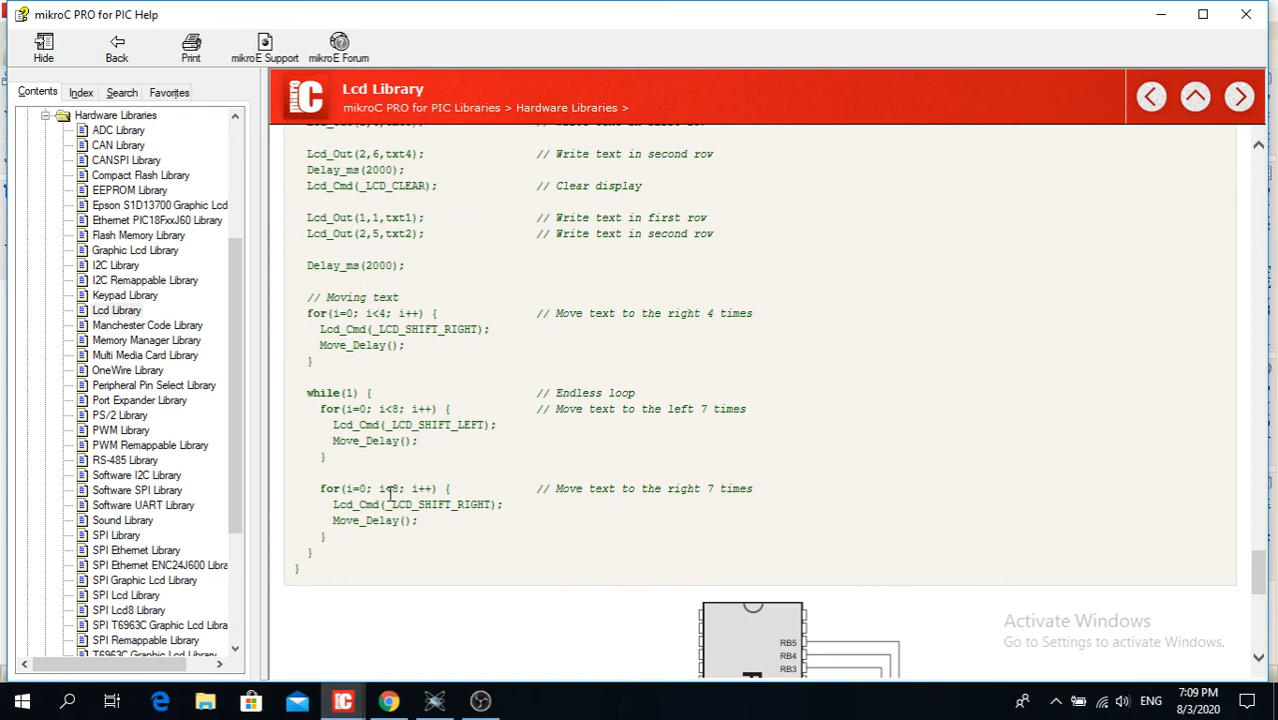 mikroC PRO for PIC Help
Hide
Back
Print
mikroE Support
mikroE Forum
Contents
Index
Search
Favorites
Hardware Libraries
ADC Library
CAN Library
CANSPI Library
Compact Flash Library
EEPROM Library
Epson S1D13700 Graphic Lcd
Ethernet PIC18FxxJ60 Library
Flash Memory Library
Graphic Lcd Library
I2C Library
I2C Remappable Library
Keypad Library
Lcd Library
Manchester Code Library
Memory Manager Library
Multi Media Card Library
OneWire Library
Peripheral Pin Select Library
Port Expander Library
PS/2 Library
PWM Library
PWM Remappable Library
RS-485 Library
Software I2C Library
Software SPI Library
Software UART Library
Sound Library
SPI Library
SPI Ethernet Library
SPI Ethernet ENC24J600 Libra
SPI Graphic Lcd Library
SPI Lcd Library
SPI Lcd8 Library
SPI T6963C Graphic Lcd Libra
SPI Remappable Library
T6963C Graphic Lcd Library
Lcd Library
mikroC PRO for PIC Libraries > Hardware Libraries >
Lcd_Out(2,6,txt4); // Write text in second row
Delay_ms(2000);
Lcd_Cmd(_LCD_CLEAR); // Clear display
Lcd_Out(1,1,txt1); // Write text in first row
Lcd_Out(2,5,txt2); // Write text in second row
Delay_ms(2000);
// Moving text
for(i=0; i<4; i++) { // Move text to the right 4 times
Lcd_Cmd(_LCD_SHIFT_RIGHT);
Move_Delay();
}
while(1) { // Endless loop
for(i=0; i<8; i++) { // Move text to the left 7 times
Lcd_Cmd(_LCD_SHIFT_LEFT);
Move_Delay();
}
for(i=0; i<8; i++) { // Move text to the right 7 times
Lcd_Cmd(_LCD_SHIFT_RIGHT);
Move_Delay();
}
}
}
RB5
RB4
RB3
Activate Windows
Go to Settings to activate Windows.
ENG
7:09 PM
8/3/2020